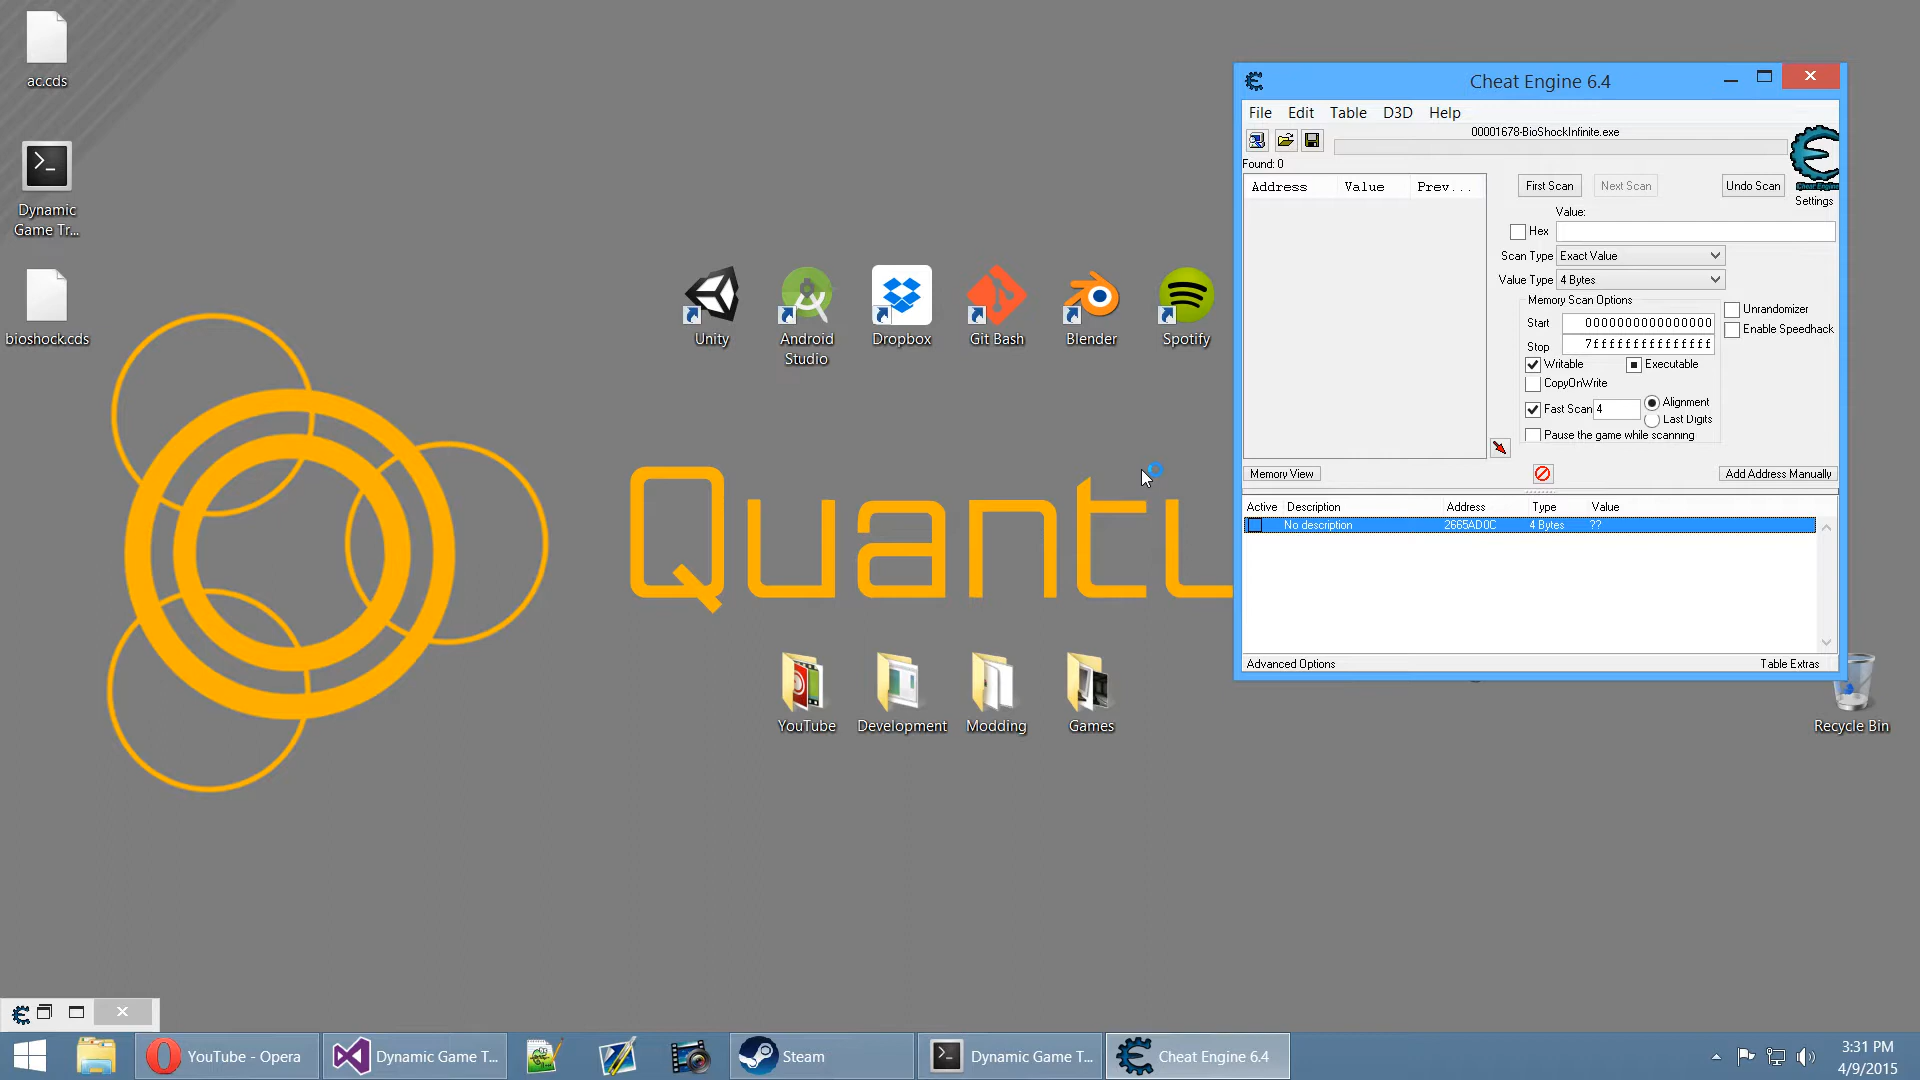 ac.cds
Dynamic
Game Tr...
bioshock.cds
Unity
Android
Studio
Dropbox
Git Bash
Blender
Spotify
YouTube
Development
Modding
Games
Recycle Bin
Cheat Engine 6.4
File Edit Table D3D Help
00001678-BioShockInfinite.exe
Found: 0
Address Value Prev...
First Scan Next Scan Undo Scan
Cheat Engine
Settings
Value:
Hex
Scan Type Exact Value
Value Type 4 Bytes
Memory Scan Options
Start 0000000000000000
Stop 7fffffffffffffff
Writable Executable
CopyOnWrite
Fast Scan 4 Alignment
Last Digits
Pause the game while scanning
Unrandomizer
Enable Speedhack
Memory View Add Address Manually
Active Description Address Type Value
No description 2665AD0C 4 Bytes ??
Advanced Options Table Extras
YouTube - Opera
Dynamic Game T...
Steam
Dynamic Game T...
Cheat Engine 6.4
3:31 PM
4/9/2015